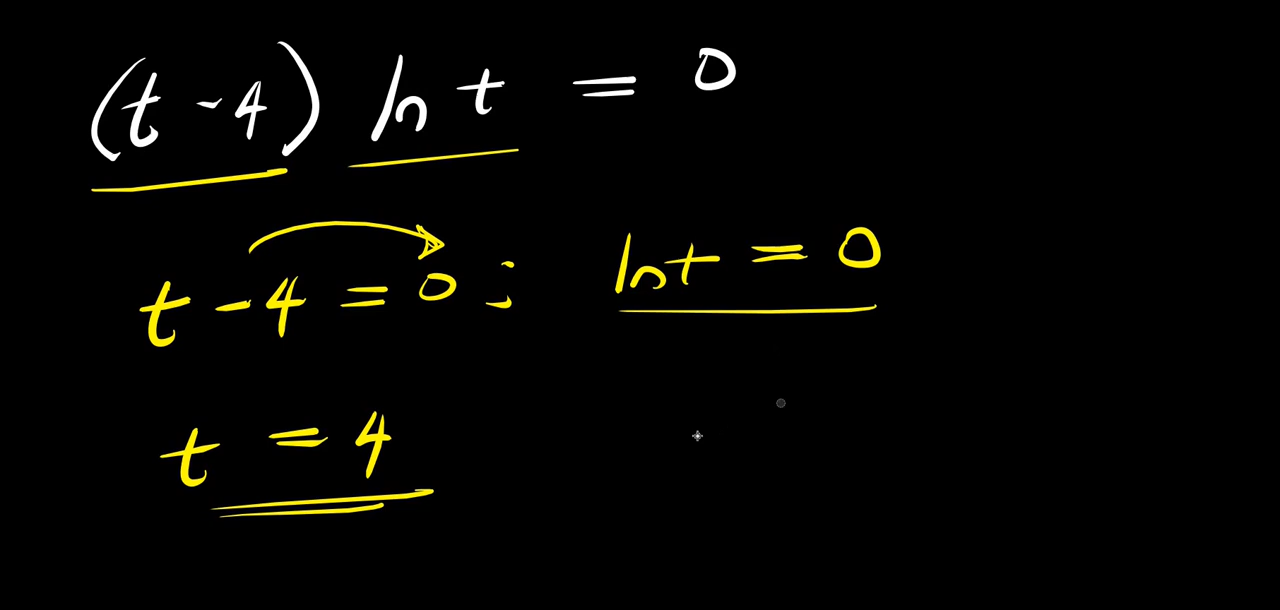 (t - 4) ln t = 0
t - 4 = 0 ; ln t = 0
t = 4